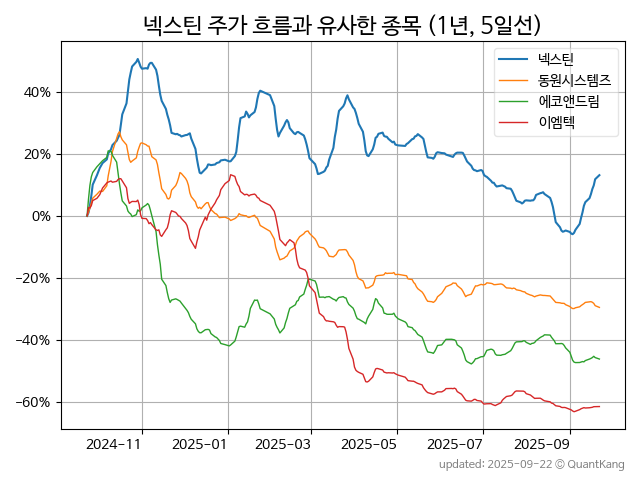 넥스틴 주가 흐름과 유사한 종목 (1년, 5일선)
넥스틴
동원시스템즈
에코앤드림
이엠텍
40%
20%
0%
−20%
−40%
−60%
2024-11
2025-01
2025-03
2025-05
2025-07
2025-09
updated: 2025-09-22 © QuantKang